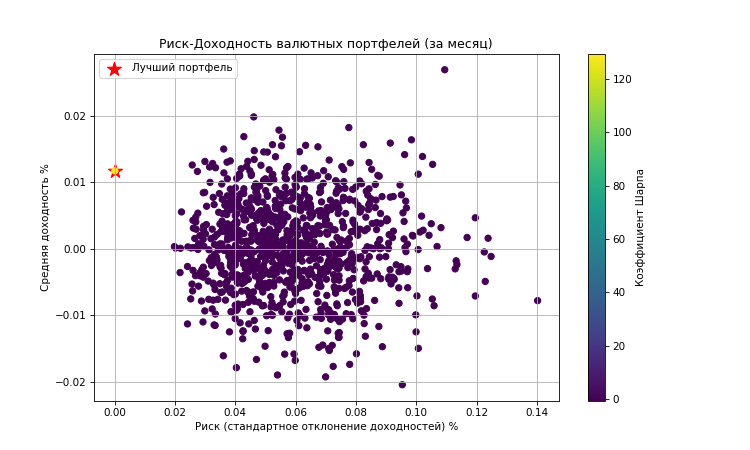 Риск-Доходность валютных портфелей (за месяц)
Лучший портфель
Средняя доходность %
0.02
0.01
0.00
−0.01
−0.02
0.00 0.02 0.04 0.06 0.08 0.10 0.12 0.14
Риск (стандартное отклонение доходностей) %
120
100
80
60
40
20
0
Коэффициент Шарпа